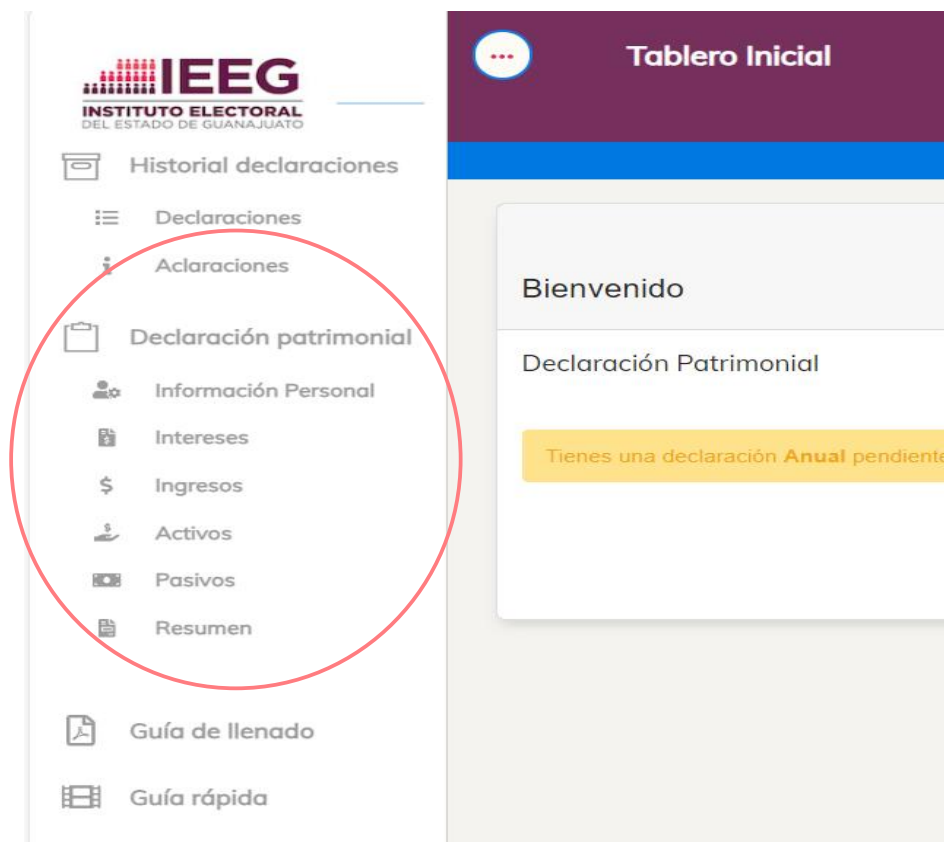 IEEG
INSTITUTO ELECTORAL
DEL ESTADO DE GUANAJUATO
Historial declaraciones
Declaraciones
Aclaraciones
Declaración patrimonial
Información Personal
Intereses
Ingresos
Activos
Pasivos
Resumen
Guía de llenado
Guía rápida
Tablero Inicial
Bienvenido
Declaración Patrimonial
Tienes una declaración Anual pendiente